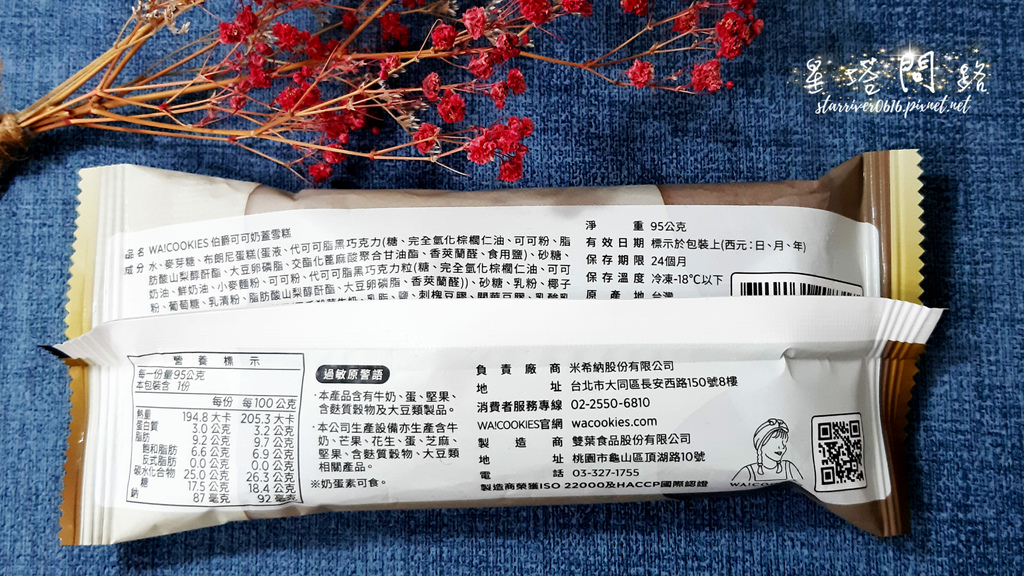 星塔問路
starriver0616.pixnet.net
品名 WA!COOKIES 伯爵可可奶蓋雪糕
成分 水、麥芽糖、布朗尼蛋糕(蛋液、代可可脂黑巧克力(糖、完全氫化棕櫚仁油、可可粉、脂
肪酸山梨醇酐酯、大豆卵磷脂、交酯化蓖麻酸聚合甘油酯、香莢蘭醛、食用鹽)、砂糖、
奶油、鮮奶油、小麥麵粉、可可粉、代可可脂黑巧克力粒(糖、完全氫化棕櫚仁油、可可
粉、葡萄糖、乳清粉、脂肪酸山梨醇酐酯、大豆卵磷脂、香莢蘭醛))、砂糖、乳粉、椰子
淨重 95公克
有效日期 標示於包裝上(西元:日、月、年)
保存期限 24個月
保存溫度 冷凍-18℃以下
原產地 台灣
營養標示
每一份量95公克
本包裝含 1份
每份 每100公克
熱量 194.8 大卡 205.3 大卡
蛋白質 3.0 公克 3.2 公克
脂肪 9.2 公克 9.7 公克
飽和脂肪 6.6 公克 6.9 公克
反式脂肪 0.0 公克 0.0 公克
碳水化合物 25.0 公克 26.3 公克
糖 17.5 公克 18.4 公克
鈉 87 毫克 92 毫克
過敏原警語
·本產品含有牛奶、蛋、堅果、
含麩質穀物及大豆類製品。
·本公司生產設備亦生產含牛
奶、芒果、花生、蛋、芝麻、
堅果、含麩質穀物、大豆類
相關產品。
※奶蛋素可食。
負責廠商 米希納股份有限公司
地址 台北市大同區長安西路150號8樓
消費者服務專線 02-2550-6810
WA!COOKIES官網 wacookies.com
製造商 雙葉食品股份有限公司
地址 桃園市龜山區頂湖路10號
電話 03-327-1755
製造商榮獲ISO 22000及HACCP國際認證